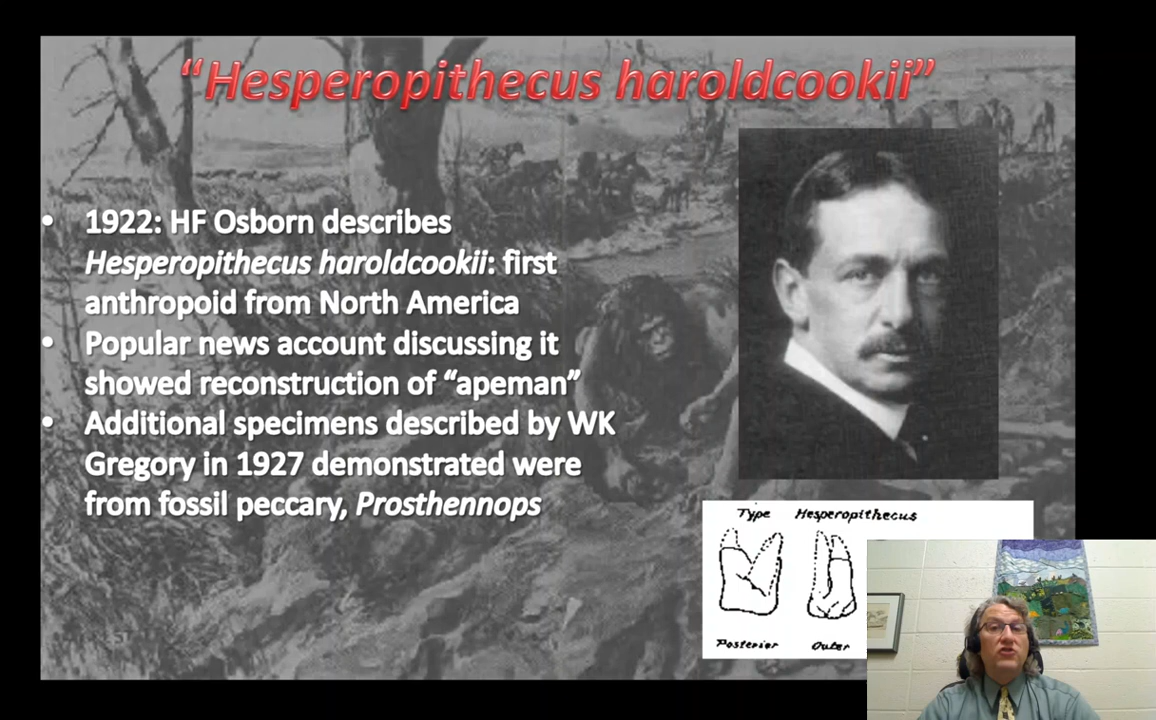 “Hesperopithecus haroldcookii”
• 1922: HF Osborn describes
Hesperopithecus haroldcookii: first
anthropoid from North America
• Popular news account discussing it
showed reconstruction of “apeman”
• Additional specimens described by WK
Gregory in 1927 demonstrated were
from fossil peccary, Prosthennops
Type Hesperopithecus
Posterior Outer